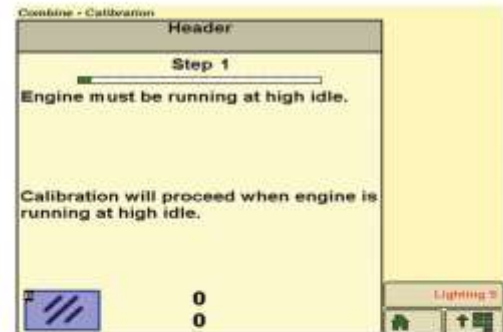 Combine - Calibration
Header
Step 1
Engine must be running at high idle.
Calibration will proceed when engine is
running at high idle.
0
0
Lighting